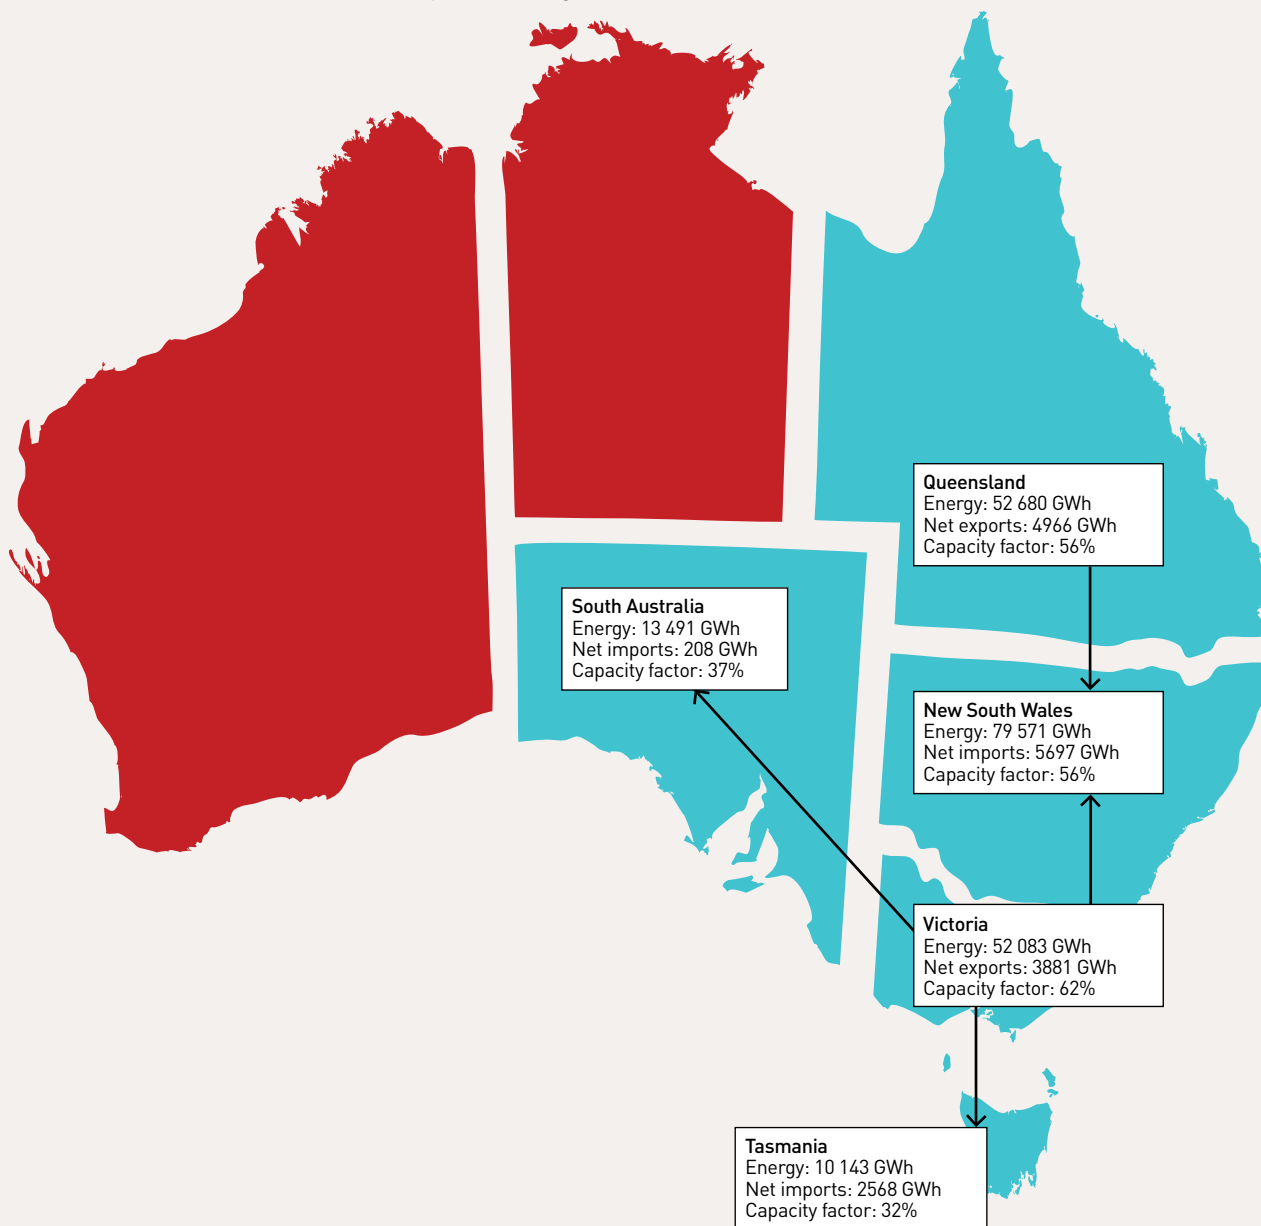 Queensland
Energy: 52 680 GWh
Net exports: 4966 GWh
Capacity factor: 56%
South Australia
Energy: 13 491 GWh
Net imports: 208 GWh
Capacity factor: 37%
New South Wales
Energy: 79 571 GWh
Net imports: 5697 GWh
Capacity factor: 56%
Victoria
Energy: 52 083 GWh
Net exports: 3881 GWh
Capacity factor: 62%
Tasmania
Energy: 10 143 GWh
Net imports: 2568 GWh
Capacity factor: 32%